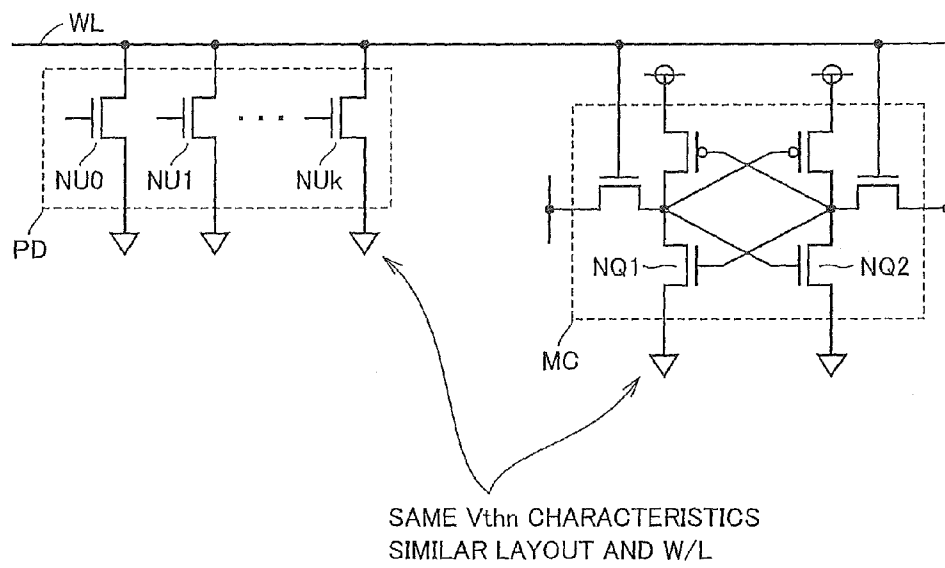 WL
NU0 NU1 ... NUk
PD
NQ1 NQ2
MC
SAME Vthn CHARACTERISTICS
SIMILAR LAYOUT AND W/L